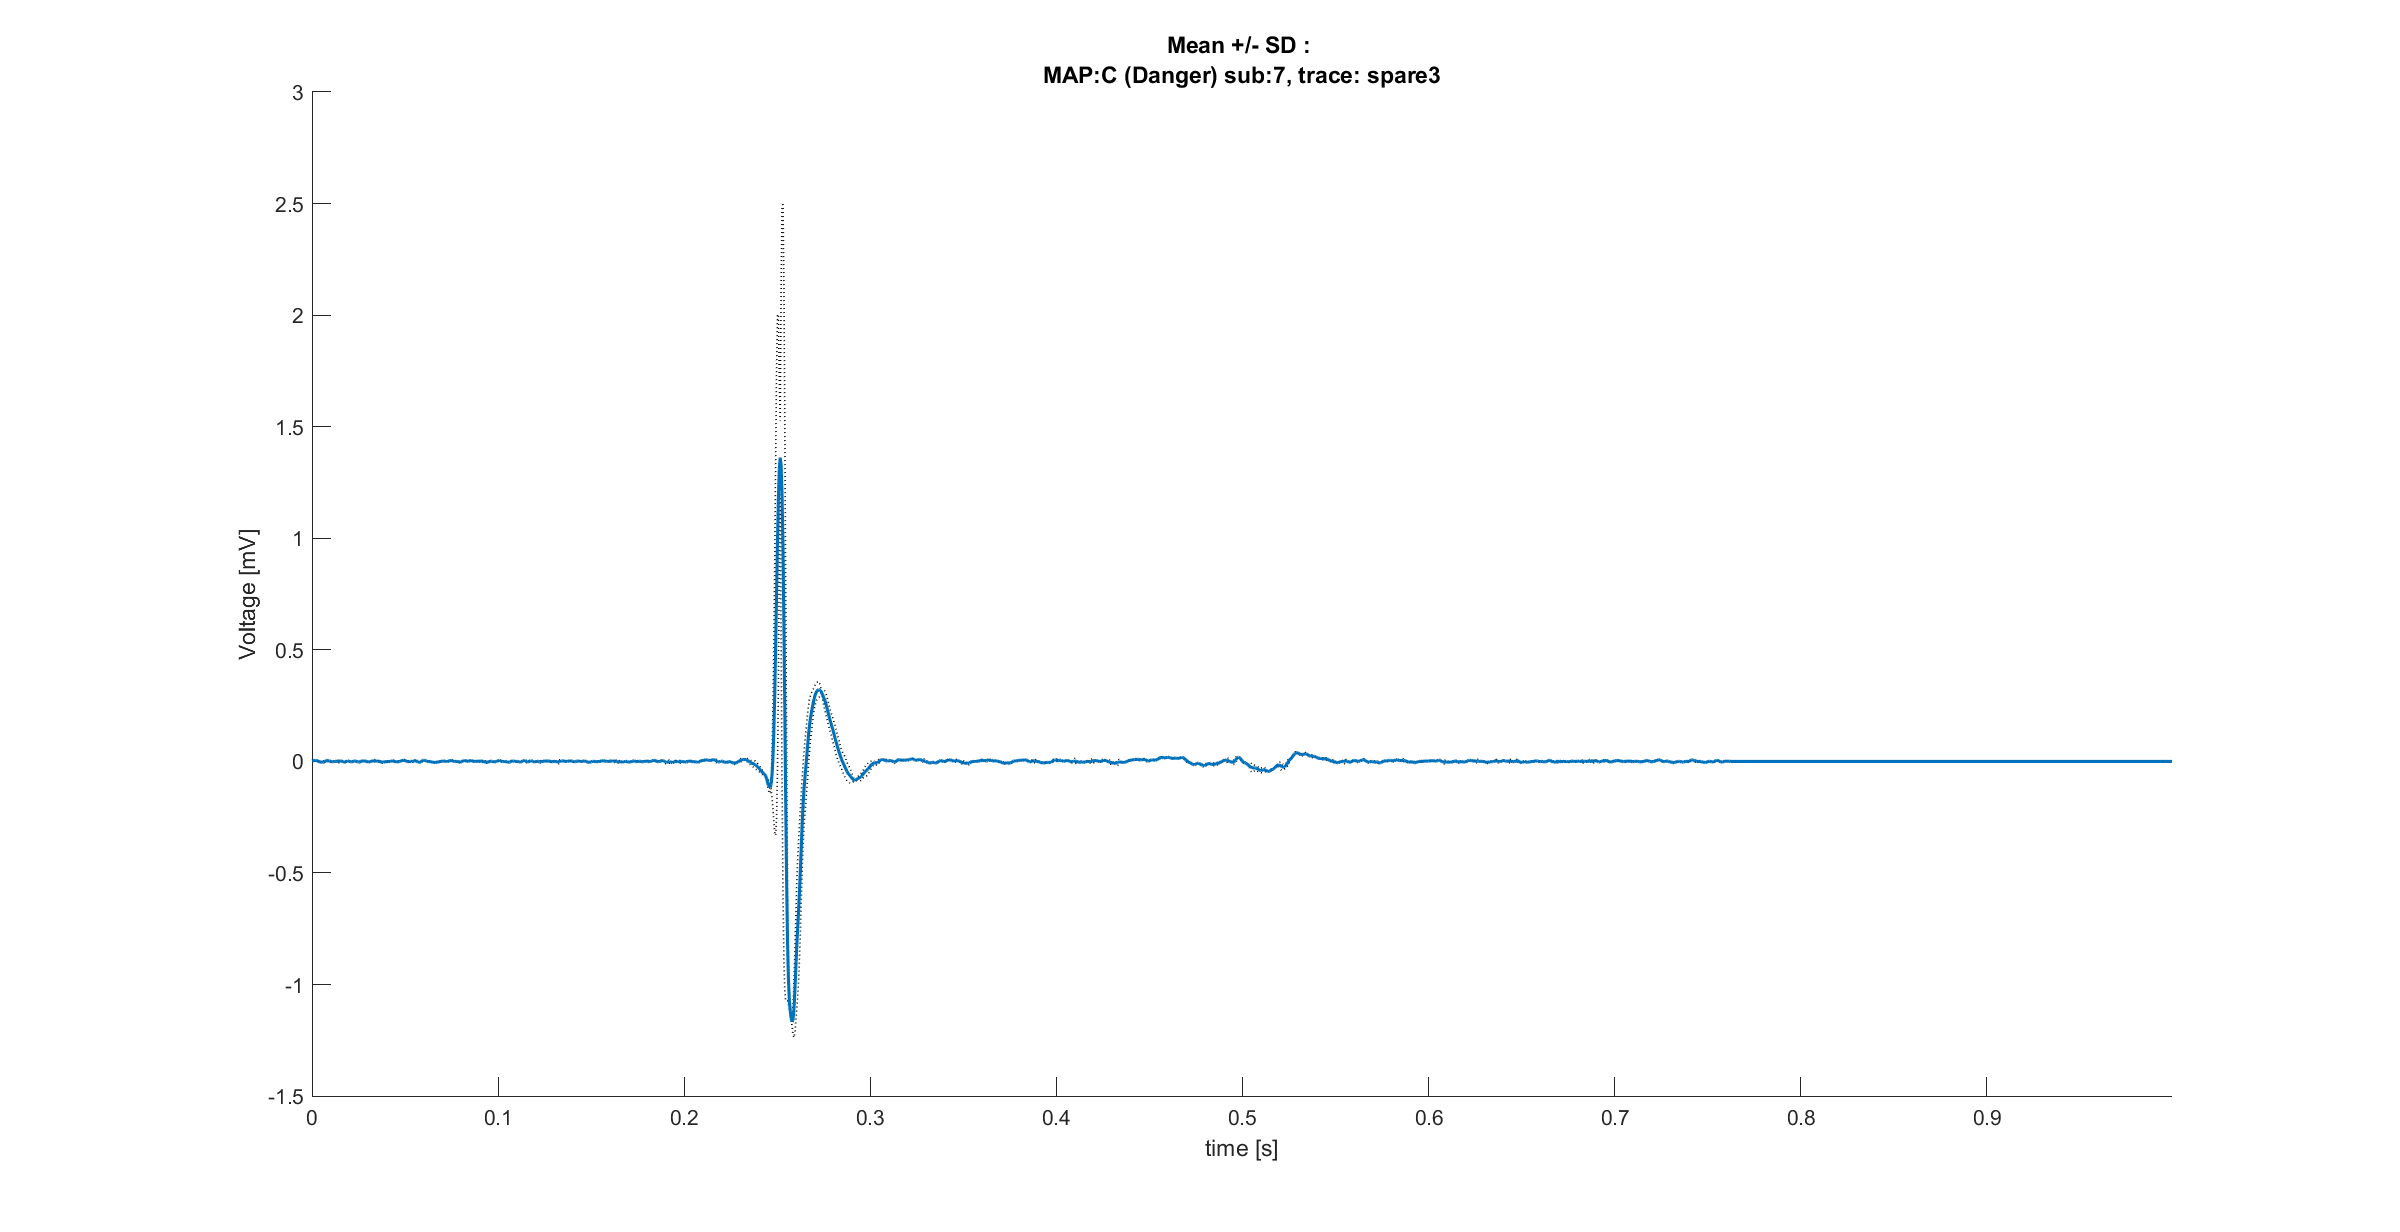 Mean +/- SD :
MAP:C (Danger) sub:7, trace: spare3
3
2.5
2
1.5
1
0.5
0
-0.5
-1
-1.5
Voltage [mV]
0 0.1 0.2 0.3 0.4 0.5 0.6 0.7 0.8 0.9
time [s]